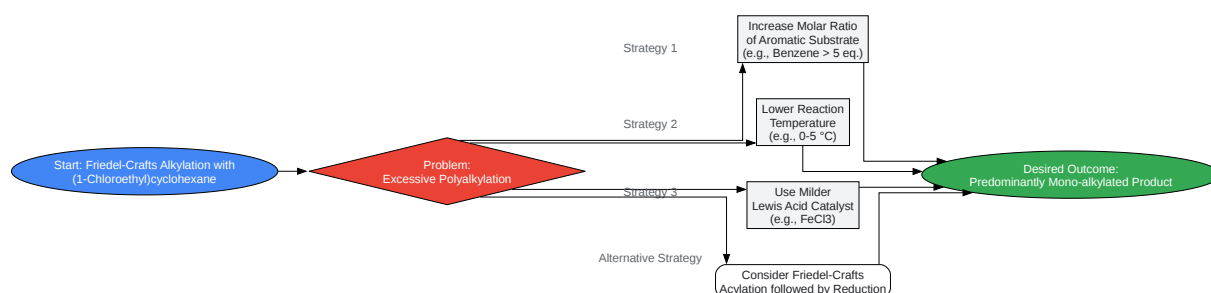 Start: Friedel-Crafts Alkylation with
(1-Chloroethyl)cyclohexane
Problem:
Excessive Polyalkylation
Strategy 1
Increase Molar Ratio
of Aromatic Substrate
(e.g., Benzene > 5 eq.)
Strategy 2
Lower Reaction
Temperature
(e.g., 0-5 °C)
Strategy 3
Use Milder
Lewis Acid Catalyst
(e.g., FeCl3)
Alternative Strategy
Consider Friedel-Crafts
Acylation followed by Reduction
Desired Outcome:
Predominantly Mono-alkylated Product